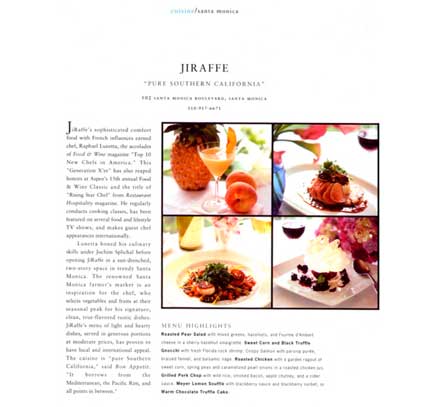 cuisine/santa monica
JIRAFFE
"PURE SOUTHERN CALIFORNIA"
502 SANTA MONICA BOULEVARD, SANTA MONICA
310-917-6671
JiRaffe's sophisticated comfort
food with French influences earned
chef, Raphael Lunetta, the accolades
of Food & Wine magazine "Top 10
New Chefs in America." This
"Generation X'er" has also reaped
honors at Aspen's 15th annual Food
& Wine Classic and the title of
"Rising Star Chef" from Restaurant
Hospitality magazine. He regularly
conducts cooking classes, has been
featured on several food and lifestyle
TV shows, and makes guest chef
appearances internationally.
Lunetta honed his culinary
skills under Jochim Splichal before
opening JiRaffe in a sun-drenched,
two-story space in trendy Santa
Monica. The renowned Santa
Monica farmer's market is an
inspiration for the chef, who
selects vegetables and fruits at their
seasonal peak for his signature,
clean, true-flavored rustic dishes.
JiRaffe's menu of light and hearty
dishes, served in generous portions
at moderate prices, has proven to
have local and international appeal.
The cuisine is "pure Southern
California," said Bon Appetit.
"It borrows from the
Mediterranean, the Pacific Rim, and
all points in between."
MENU HIGHLIGHTS
Roasted Pear Salad with mixed greens, hazelnuts, and Fourme d'Ambert
cheese in a sherry-hazelnut vinaigrette. Sweet Corn and Black Truffle
Gnocchi with fresh Florida rock shrimp. Crispy Salmon with parsnip purée,
braised fennel, and balsamic nage. Roasted Chicken with a garden ragout of
sweet corn, spring peas and caramelized pearl onions in a roasted chicken jus.
Grilled Pork Chop with wild rice, smoked bacon, apple chutney, and a cider
sauce. Meyer Lemon Souffle with blackberry sauce and blackberry sorbet, or
Warm Chocolate Truffle Cake.